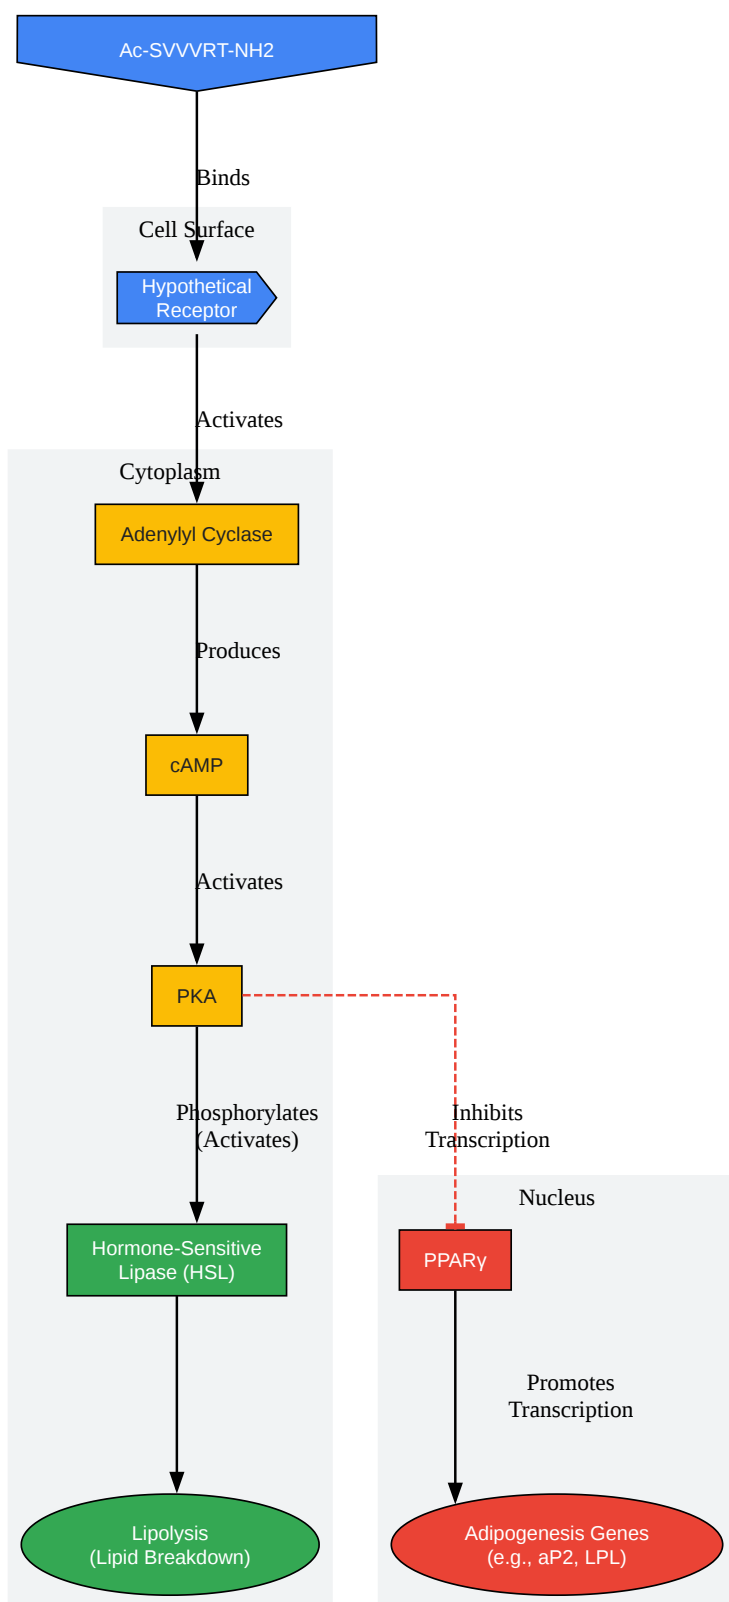 Ac-SVVVRT-NH2
Binds
Cell Surface
Hypothetical
Receptor
Activates
Cytoplasm
Adenylyl Cyclase
Produces
cAMP
Activates
PKA
Phosphorylates
(Activates)
Inhibits
Transcription
Nucleus
Hormone-Sensitive
Lipase (HSL)
PPARγ
Promotes
Transcription
Lipolysis
(Lipid Breakdown)
Adipogenesis Genes
(e.g., aP2, LPL)